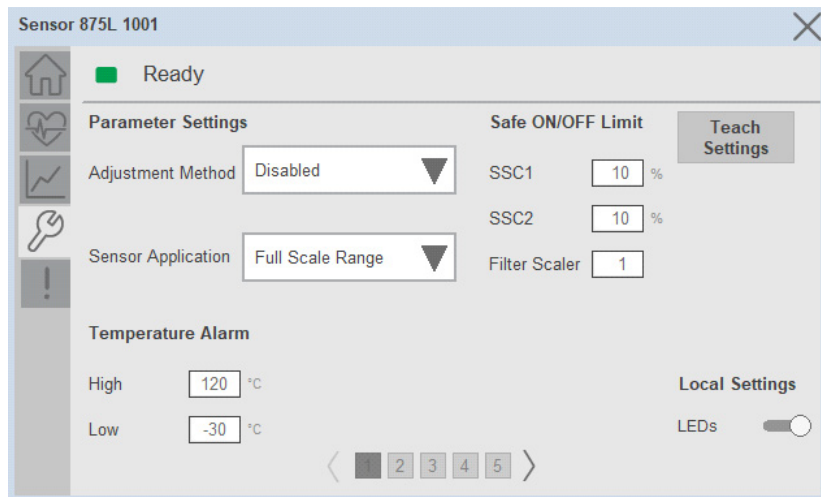 Sensor 875L 1001
Ready
Parameter Settings
Adjustment Method Disabled
Sensor Application Full Scale Range
Safe ON/OFF Limit
SSC1 10 %
SSC2 10 %
Filter Scaler 1
Teach
Settings
Temperature Alarm
High 120 °C
Low -30 °C
Local Settings
LEDs
1 2 3 4 5